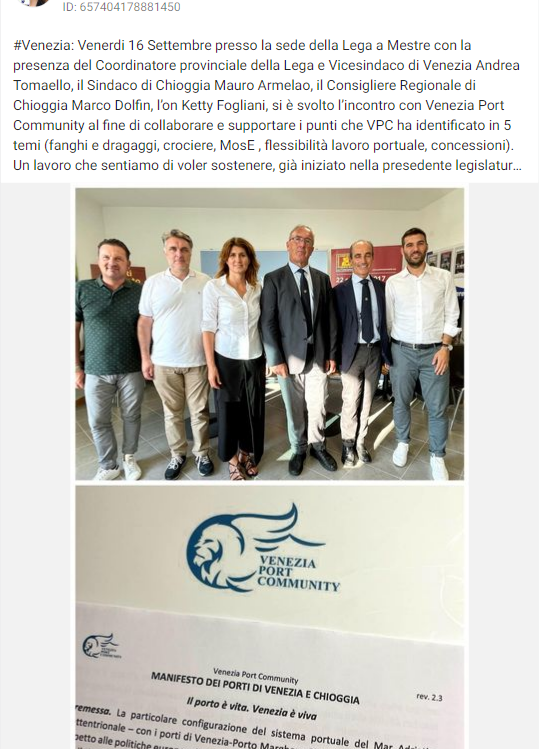 ID: 657404178881450
#Venezia: Venerdi 16 Settembre presso la sede della Lega a Mestre con la
presenza del Coordinatore provinciale della Lega e Vicesindaco di Venezia Andrea
Tomaello, il Sindaco di Chioggia Mauro Armelao, il Consigliere Regionale di
Chioggia Marco Dolfin, l'on Ketty Fogliani, si è svolto l'incontro con Venezia Port
Community al fine di collaborare e supportare i punti che VPC ha identificato in 5
temi (fanghi e dragaggi, crociere, MosE , flessibilità lavoro portuale, concessioni).
Un lavoro che sentiamo di voler sostenere, già iniziato nella presedente legislatur...
VENEZIA
PORT
COMMUNITY
VENEZIA
PORT
COMMUNITY
Venezia Port Community
MANIFESTO DEI PORTI DI VENEZIA E CHIOGGIA
rev. 2.3
Il porto è vita. Venezia è viva
remessa. La particolare configurazione del sistema portuale del Mar
ttentrionale – con i porti di Venezia-Porto
petto alle politiche